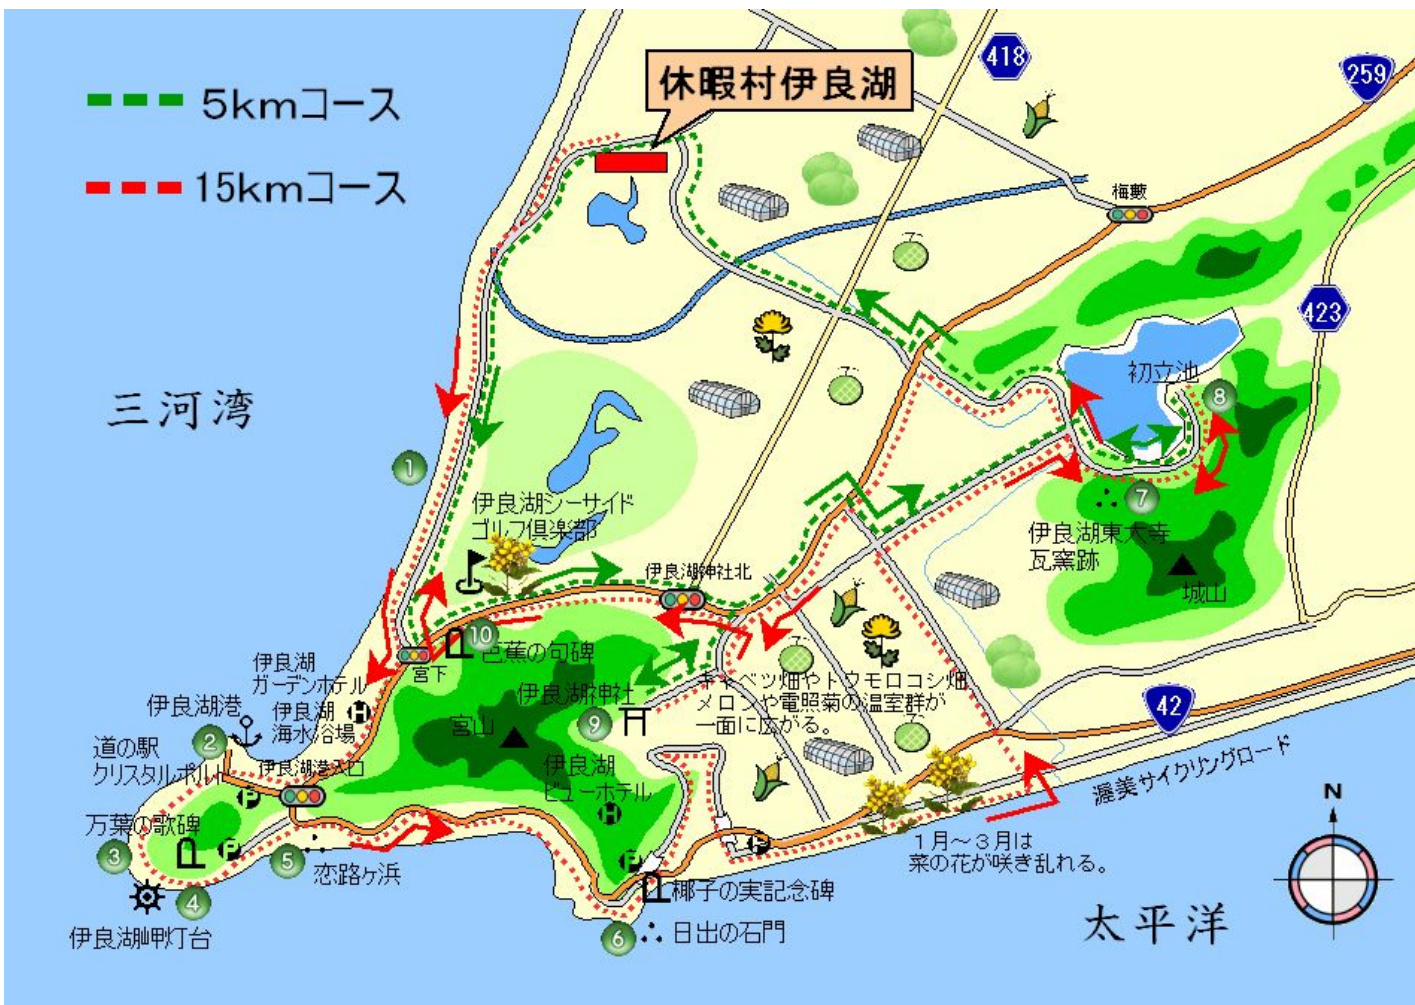 休暇村伊良湖
5kmコース
15kmコース
418
259
梅藪
423
三河湾
初立池
8
1
7
伊良湖シーサイド
ゴルフ倶楽部
伊良湖東大寺
瓦窯跡
城山
伊良湖神社北
10
芭蕉の句碑
宮下
伊良湖
ガーデンホテル
伊良湖神社
9
キャベツ畑やトウモロコシ畑
メロンや電照菊の温室群が
一面に広がる。
42
伊良湖港
伊良湖
海水浴場
2
宮山
道の駅
クリスタルポルト
伊良湖港入口
伊良湖
ビューホテル
渥美サイクリングロード
N
万葉の歌碑
3
5
恋路ヶ浜
1月~3月は
菜の花が咲き乱れる。
4
椰子の実記念碑
伊良湖岬灯台
6
日出の石門
太平洋
H
H
P
P
P
P